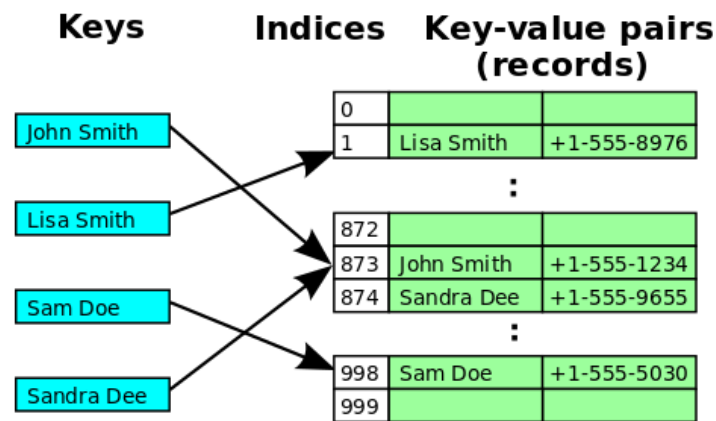 Keys
Indices
Key-value pairs
(records)
John Smith
Lisa Smith
Sam Doe
Sandra Dee
0
1 Lisa Smith +1-555-8976
:
872
873 John Smith +1-555-1234
874 Sandra Dee +1-555-9655
:
998 Sam Doe +1-555-5030
999